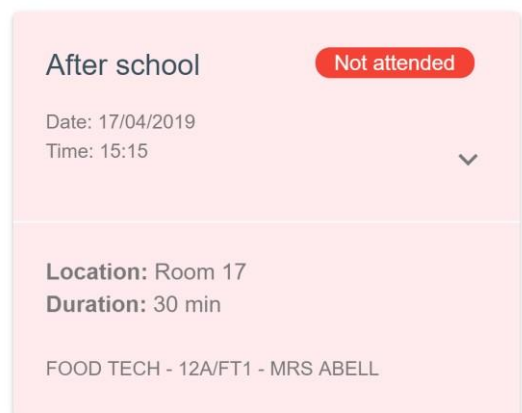 After school
Not attended
Date: 17/04/2019
Time: 15:15
Location: Room 17
Duration: 30 min
FOOD TECH - 12A/FT1 - MRS ABELL